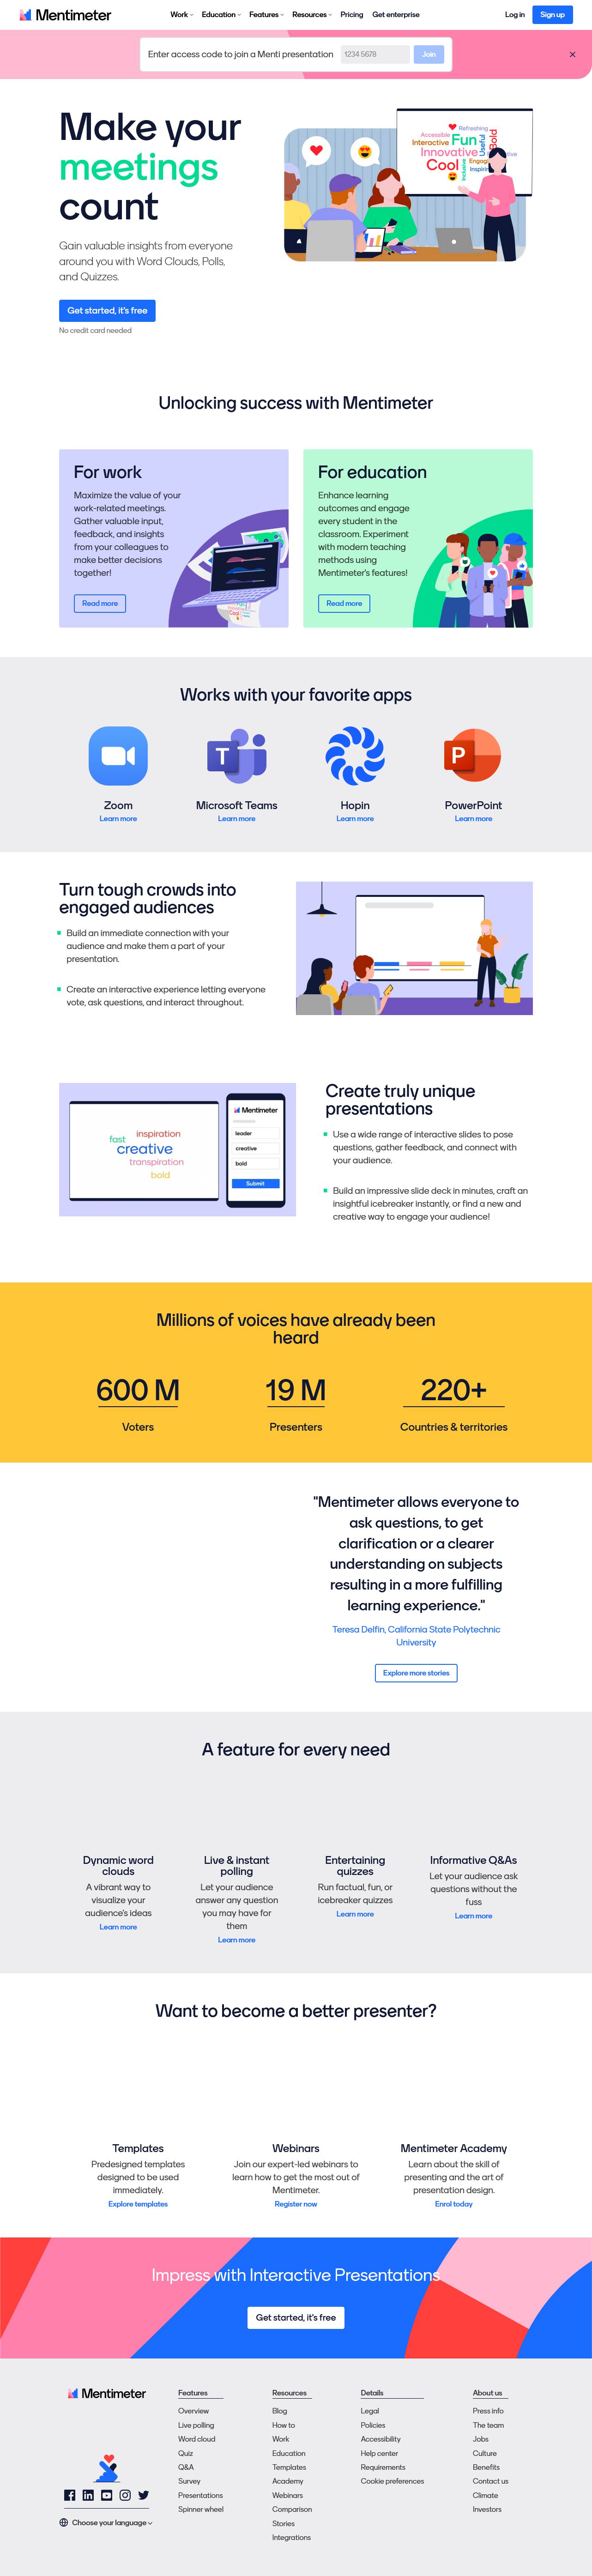 Mentimeter
Work Education Features Resources Pricing Get enterprise
Log in Sign up
Enter access code to join a Menti presentation 1234 5678 Join
Make your
meetings
count
Gain valuable insights from everyone
around you with Word Clouds, Polls,
and Quizzes.
Get started, it's free
No credit card needed
Refreshing
Accessible
Interactive
Fun
Useful
Bold
Innovative
Cool
Inclusive
Unlocking success with Mentimeter
For work
Maximize the value of your
work-related meetings.
Gather valuable input,
feedback, and insights
from your colleagues to
make better decisions
together!
Read more
For education
Enhance learning
outcomes and engage
every student in the
classroom. Experiment
with modern teaching
methods using
Mentimeter's features!
Read more
Works with your favorite apps
T
P
Zoom
Learn more
Microsoft Teams
Learn more
Hopin
Learn more
PowerPoint
Learn more
Turn tough crowds into
engaged audiences
Build an immediate connection with your
audience and make them a part of your
presentation.
Create an interactive experience letting everyone
vote, ask questions, and interact throughout.
inspiration
fast
creative
transpiration
bold
Mentimeter
leader
creative
bold
Submit
Create truly unique
presentations
Use a wide range of interactive slides to pose
questions, gather feedback, and connect with
your audience.
Build an impressive slide deck in minutes, craft an
insightful icebreaker instantly, or find a new and
creative way to engage your audience!
Millions of voices have already been
heard
600 M
Voters
19 M
Presenters
220+
Countries & territories
"Mentimeter allows everyone to
ask questions, to get
clarification or a clearer
understanding on subjects
resulting in a more fulfilling
learning experience."
Teresa Delfin, California State Polytechnic
University
Explore more stories
A feature for every need
Dynamic word
clouds
A vibrant way to
visualize your
audience's ideas
Learn more
Live & instant
polling
Let your audience
answer any question
you may have for
them
Learn more
Entertaining
quizzes
Run factual, fun, or
icebreaker quizzes
Learn more
Informative Q&As
Let your audience ask
questions without the
fuss
Learn more
Want to become a better presenter?
Templates
Predesigned templates
designed to be used
immediately.
Explore templates
Webinars
Join our expert-led webinars to
learn how to get the most out of
Mentimeter.
Register now
Mentimeter Academy
Learn about the skill of
presenting and the art of
presentation design.
Enrol today
Impress with Interactive Presentations
Get started, it's free
Mentimeter
Choose your language
Features
Overview
Live polling
Word cloud
Quiz
Q&A
Survey
Presentations
Spinner wheel
Resources
Blog
How to
Work
Education
Templates
Academy
Webinars
Comparison
Stories
Integrations
Details
Legal
Policies
Accessibility
Help center
Requirements
Cookie preferences
About us
Press info
The team
Jobs
Culture
Benefits
Contact us
Climate
Investors